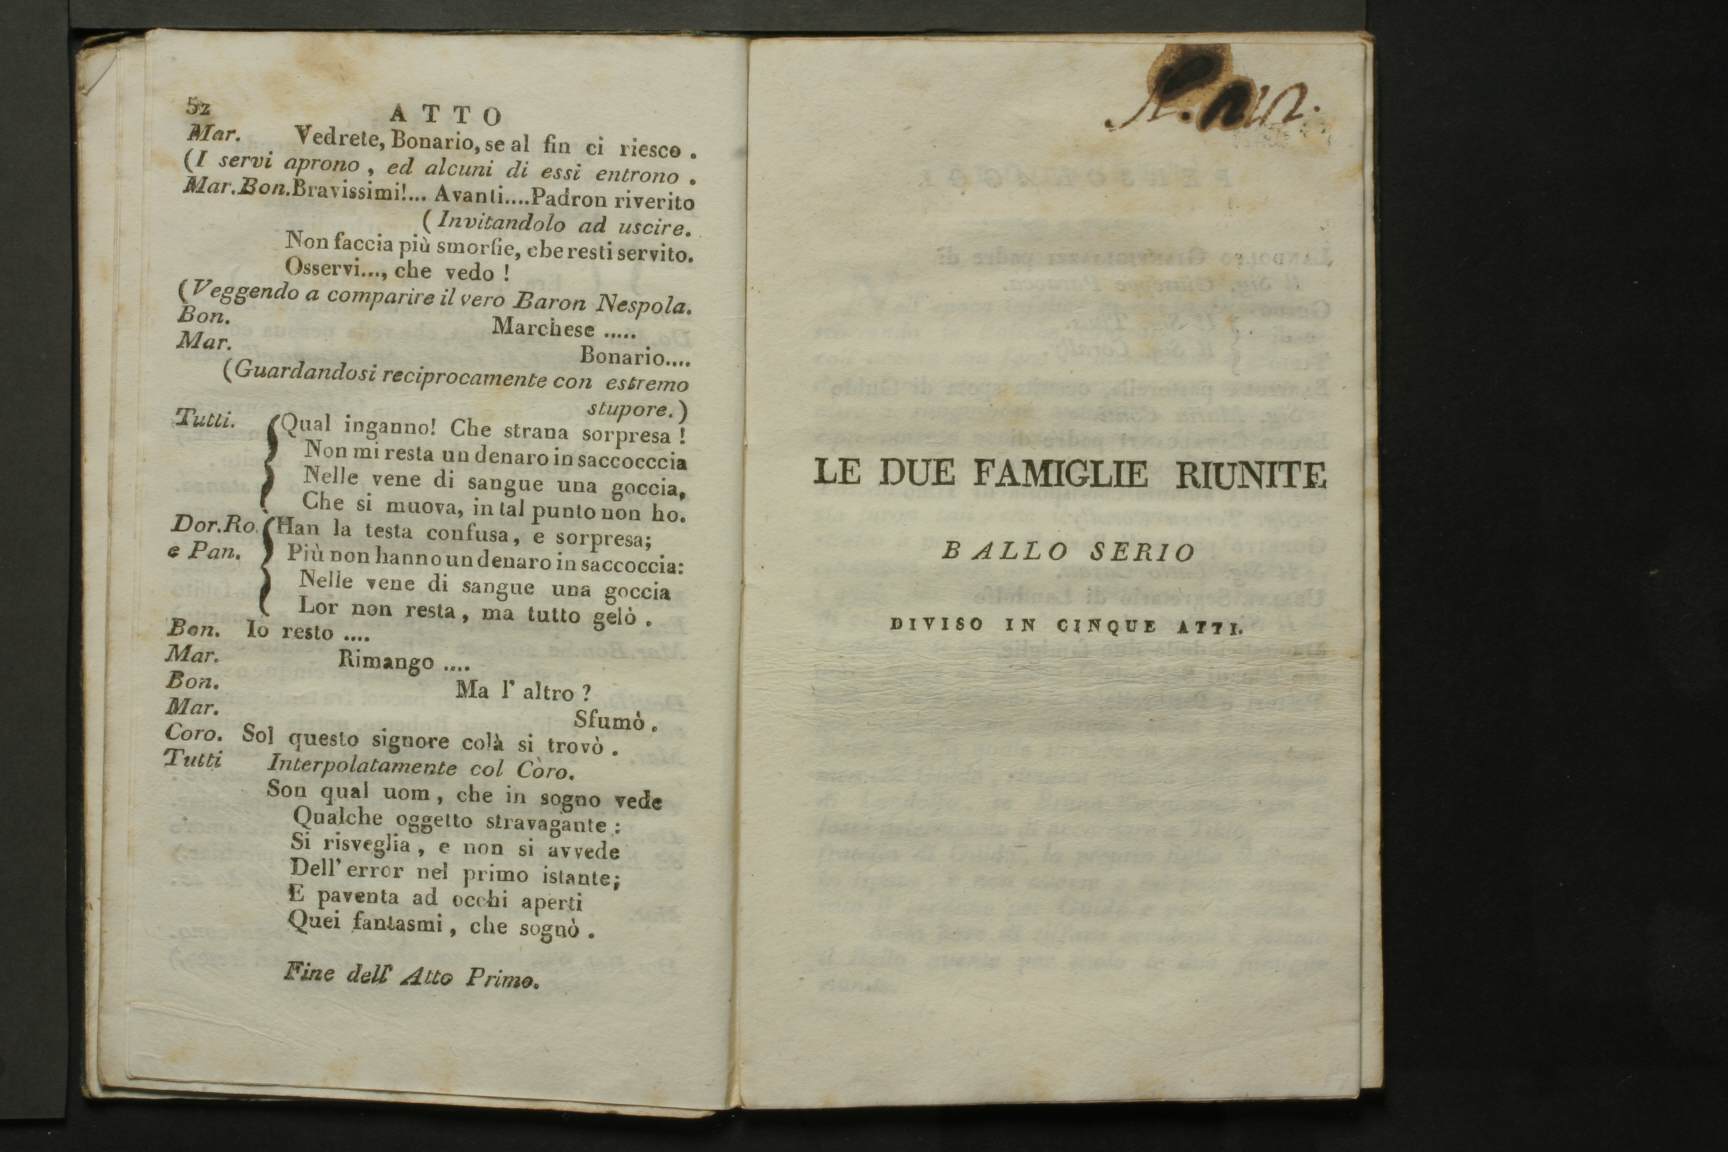 52
ATTO
Mar. Vedrete, Bonario, se al fin ci riesco .
(I servi aprono , ed alcuni di essi entrono .
Mar.Bon.Bravissimi!... Avanti....Padron riverito
(Invitandolo ad uscire.
Non faccia più smorfie, che resti servito.
Osservi..., che vedo !
(Veggendo a comparire il vero Baron Nespola.
Bon. Marchese .....
Mar. Bonario....
(Guardandosi reciprocamente con estremo
stupore.)
Tutti. Qual inganno! Che strana sorpresa !
Non mi resta un denaro in saccocccia
Nelle vene di sangue una goccia,
Che si muova, in tal punto non ho.
Dor.Ro. Han la testa confusa, e sorpresa;
e Pan. Più non hanno un denaro in saccoccia:
Nelle vene di sangue una goccia
Lor non resta, ma tutto gelò .
Bon. Io resto ....
Mar. Rimango ....
Bon. Ma l' altro ?
Mar. Sfumò .
Coro. Sol questo signore colà si trovò .
Tutti Interpolatamente col Coro.
Son qual uom, che in sogno vede
Qualche oggetto stravagante :
Si risveglia, e non si avvede
Dell' error nel primo istante;
E paventa ad occhi aperti
Quei fantasmi, che sognò .
Fine dell' Atto Primo.
LE DUE FAMIGLIE RIUNITE
BALLO SERIO
DIVISO IN CINQUE ATTI.